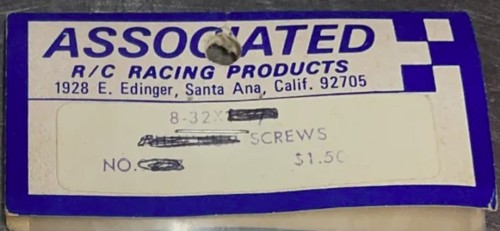 ASSOCIATED
R/C RACING PRODUCTS
1928 E. Edinger, Santa Ana, Calif. 92705
8-32X
SCREWS
NO. $1.50